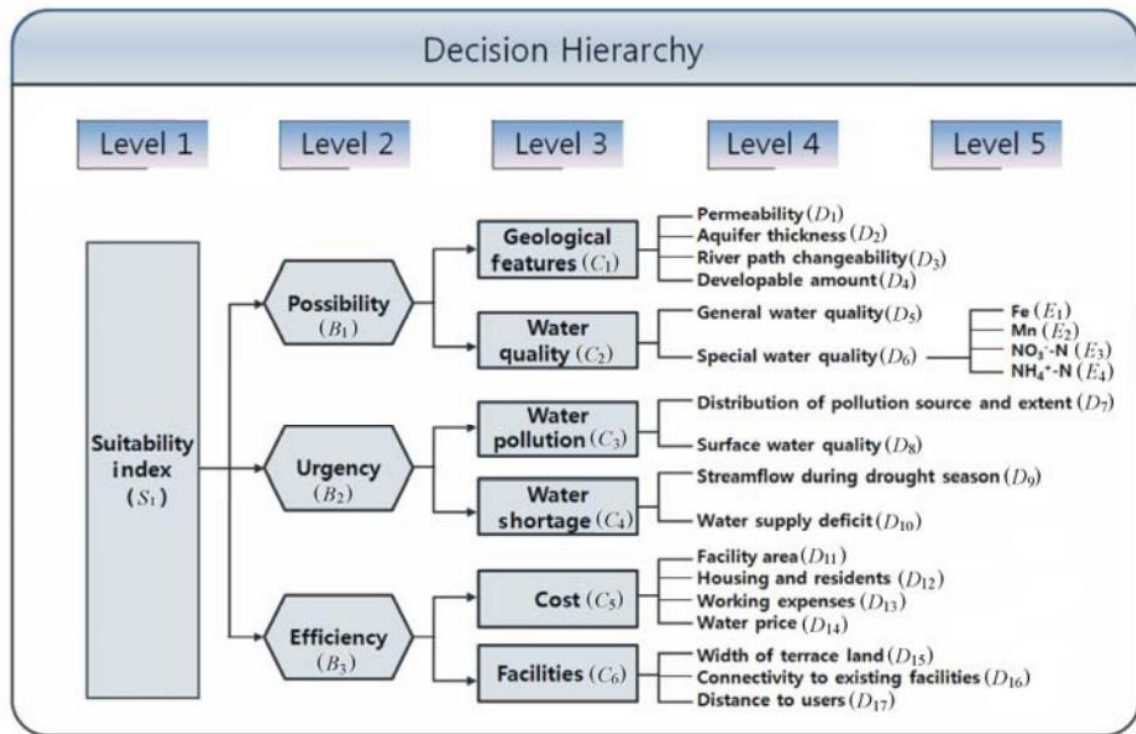 Decision Hierarchy
Level 1
Level 2
Level 3
Level 4
Level 5
Suitability
index
(S₁)
Possibility
(B₁)
Urgency
(B₂)
Efficiency
(B₃)
Geological
features (C₁)
Water
quality (C₂)
Water
pollution (C₃)
Water
shortage (C₄)
Cost (C₅)
Facilities (C₆)
Permeability (D₁)
Aquifer thickness (D₂)
River path changeability (D₃)
Developable amount (D₄)
General water quality (D₅)
Special water quality (D₆)
Distribution of pollution source and extent (D₇)
Surface water quality (D₈)
Streamflow during drought season (D₉)
Water supply deficit (D₁₀)
Facility area (D₁₁)
Housing and residents (D₁₂)
Working expenses (D₁₃)
Water price (D₁₄)
Width of terrace land (D₁₅)
Connectivity to existing facilities (D₁₆)
Distance to users (D₁₇)
Fe (E₁)
Mn (E₂)
NO₃⁻-N (E₃)
NH₄⁺-N (E₄)